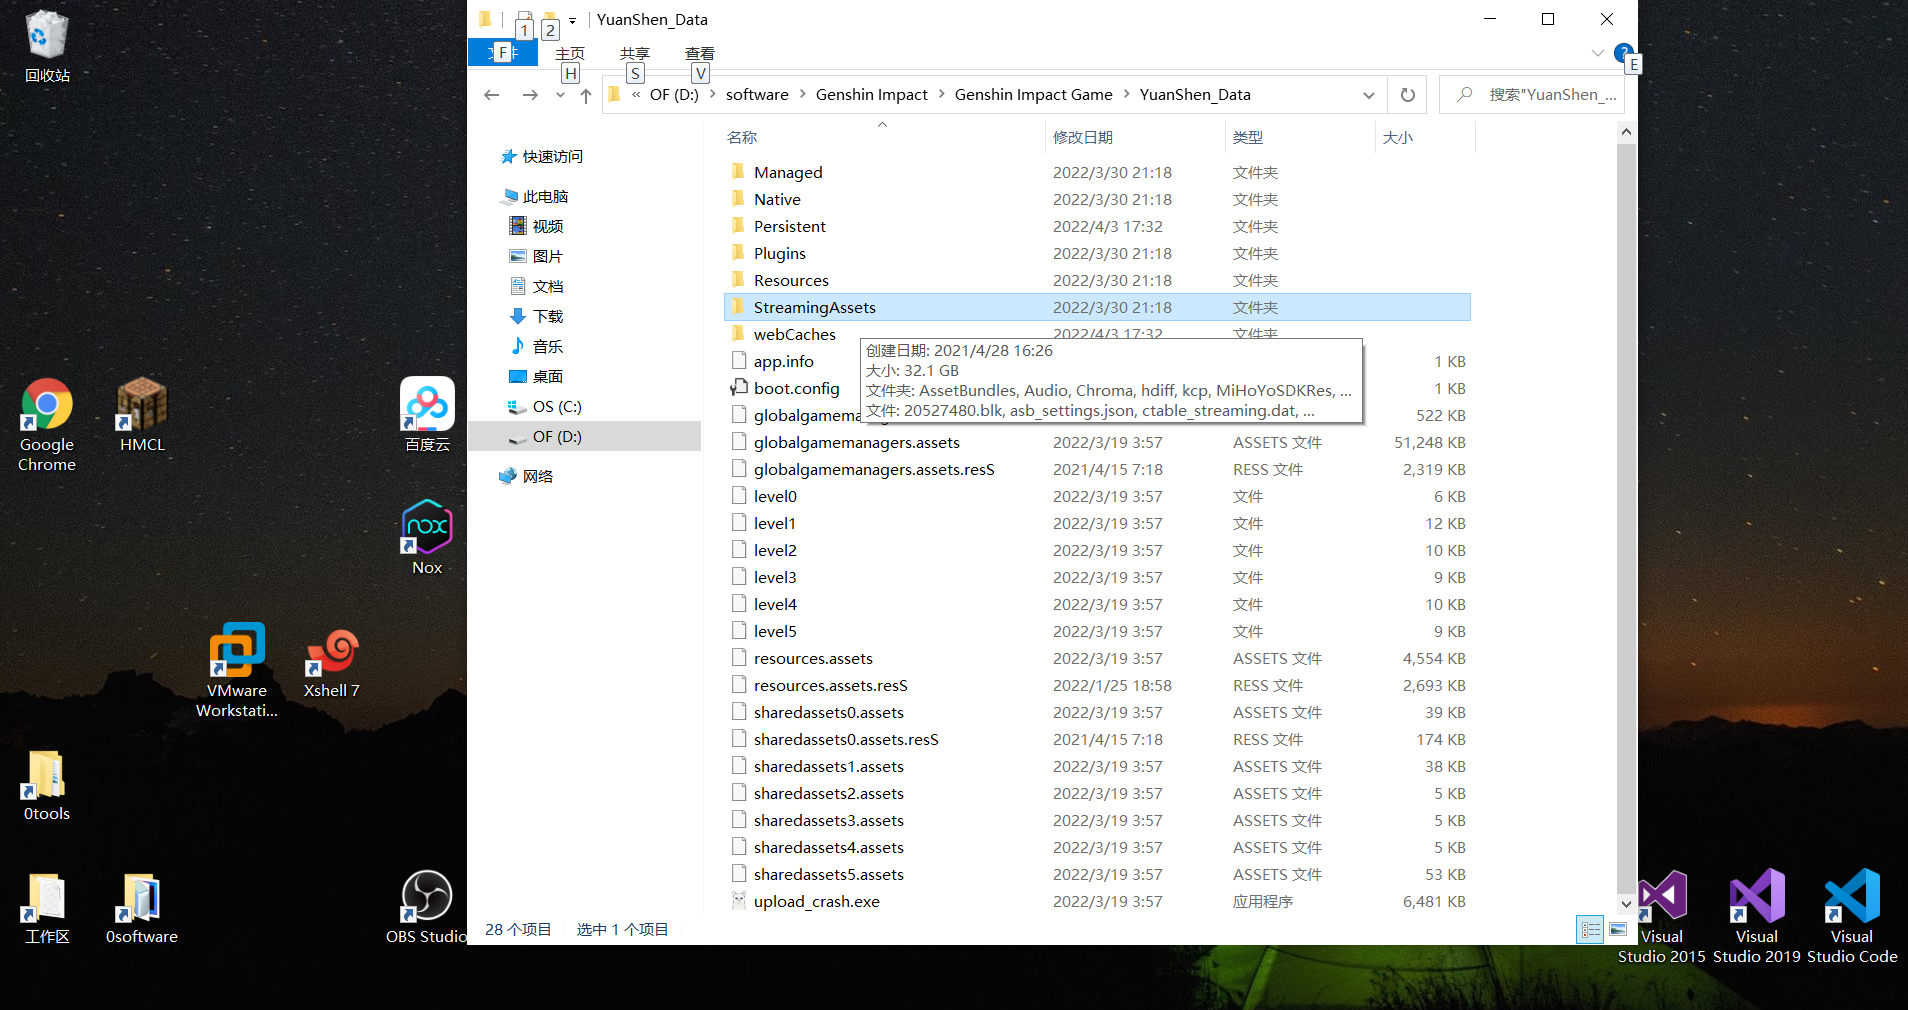 回收站
Google
Chrome
HMCL
百度云
Nox
VMware
Workstati...
Xshell 7
0tools
工作区
0software
OBS Studio
1
2
YuanShen_Data
F
主页
共享
查看
H
S
V
?
E
« OF (D:) > software > Genshin Impact > Genshin Impact Game > YuanShen_Data
搜索"YuanShen_...
快速访问
此电脑
视频
图片
文档
下载
音乐
桌面
OS (C:)
OF (D:)
网络
名称 修改日期 类型 大小
Managed 2022/3/30 21:18 文件夹
Native 2022/3/30 21:18 文件夹
Persistent 2022/4/3 17:32 文件夹
Plugins 2022/3/30 21:18 文件夹
Resources 2022/3/30 21:18 文件夹
StreamingAssets 2022/3/30 21:18 文件夹
webCaches 2022/4/3 17:32 文件夹
app.info 1 KB
boot.config 1 KB
globalgamema 522 KB
创建日期: 2021/4/28 16:26
大小: 32.1 GB
文件夹: AssetBundles, Audio, Chroma, hdiff, kcp, MiHoYoSDKRes, ...
文件: 20527480.blk, asb_settings.json, ctable_streaming.dat, ...
globalgamemanagers.assets 2022/3/19 3:57 ASSETS 文件 51,248 KB
globalgamemanagers.assets.resS 2021/4/15 7:18 RESS 文件 2,319 KB
level0 2022/3/19 3:57 文件 6 KB
level1 2022/3/19 3:57 文件 12 KB
level2 2022/3/19 3:57 文件 10 KB
level3 2022/3/19 3:57 文件 9 KB
level4 2022/3/19 3:57 文件 10 KB
level5 2022/3/19 3:57 文件 9 KB
resources.assets 2022/3/19 3:57 ASSETS 文件 4,554 KB
resources.assets.resS 2022/1/25 18:58 RESS 文件 2,693 KB
sharedassets0.assets 2022/3/19 3:57 ASSETS 文件 39 KB
sharedassets0.assets.resS 2021/4/15 7:18 RESS 文件 174 KB
sharedassets1.assets 2022/3/19 3:57 ASSETS 文件 38 KB
sharedassets2.assets 2022/3/19 3:57 ASSETS 文件 5 KB
sharedassets3.assets 2022/3/19 3:57 ASSETS 文件 5 KB
sharedassets4.assets 2022/3/19 3:57 ASSETS 文件 5 KB
sharedassets5.assets 2022/3/19 3:57 ASSETS 文件 53 KB
upload_crash.exe 2022/3/19 3:57 应用程序 6,481 KB
28 个项目 选中 1 个项目
Visual
Studio 2015
Visual
Studio 2019
Visual
Studio Code